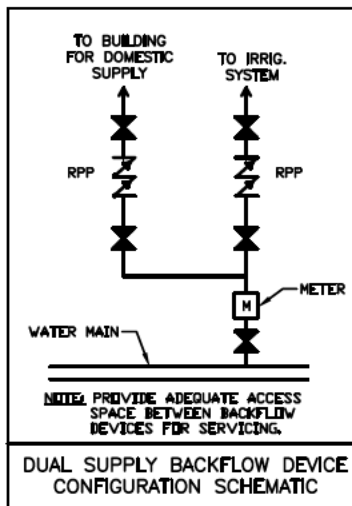 TO BUILDING
FOR DOMESTIC
SUPPLY
TO IRRIG.
SYSTEM
RPP
RPP
METER
M
WATER MAIN
NOTE: PROVIDE ADEQUATE ACCESS
SPACE BETWEEN BACKFLOW
DEVICES FOR SERVICING.
DUAL SUPPLY BACKFLOW DEVICE
CONFIGURATION SCHEMATIC